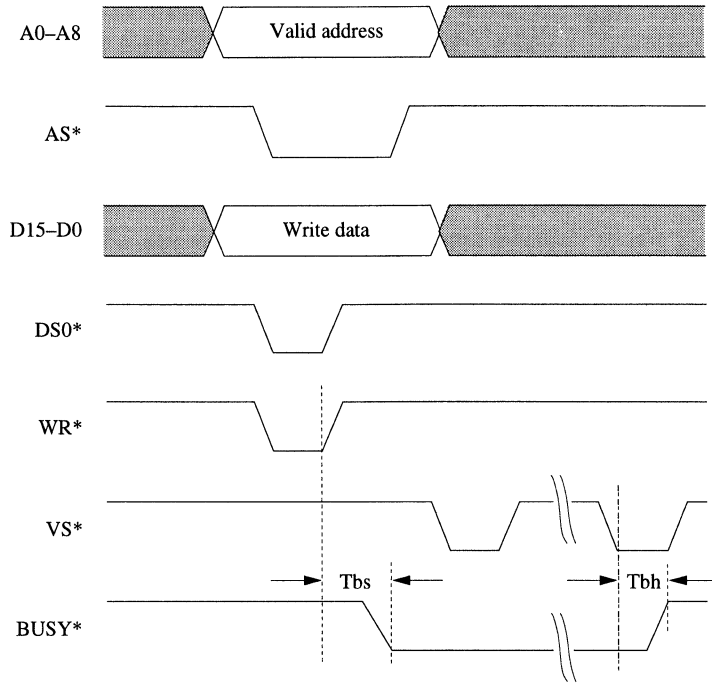 A0–A8 Valid address
AS*
D15–D0 Write data
DS0*
WR*
VS*
Tbs Tbh
BUSY*